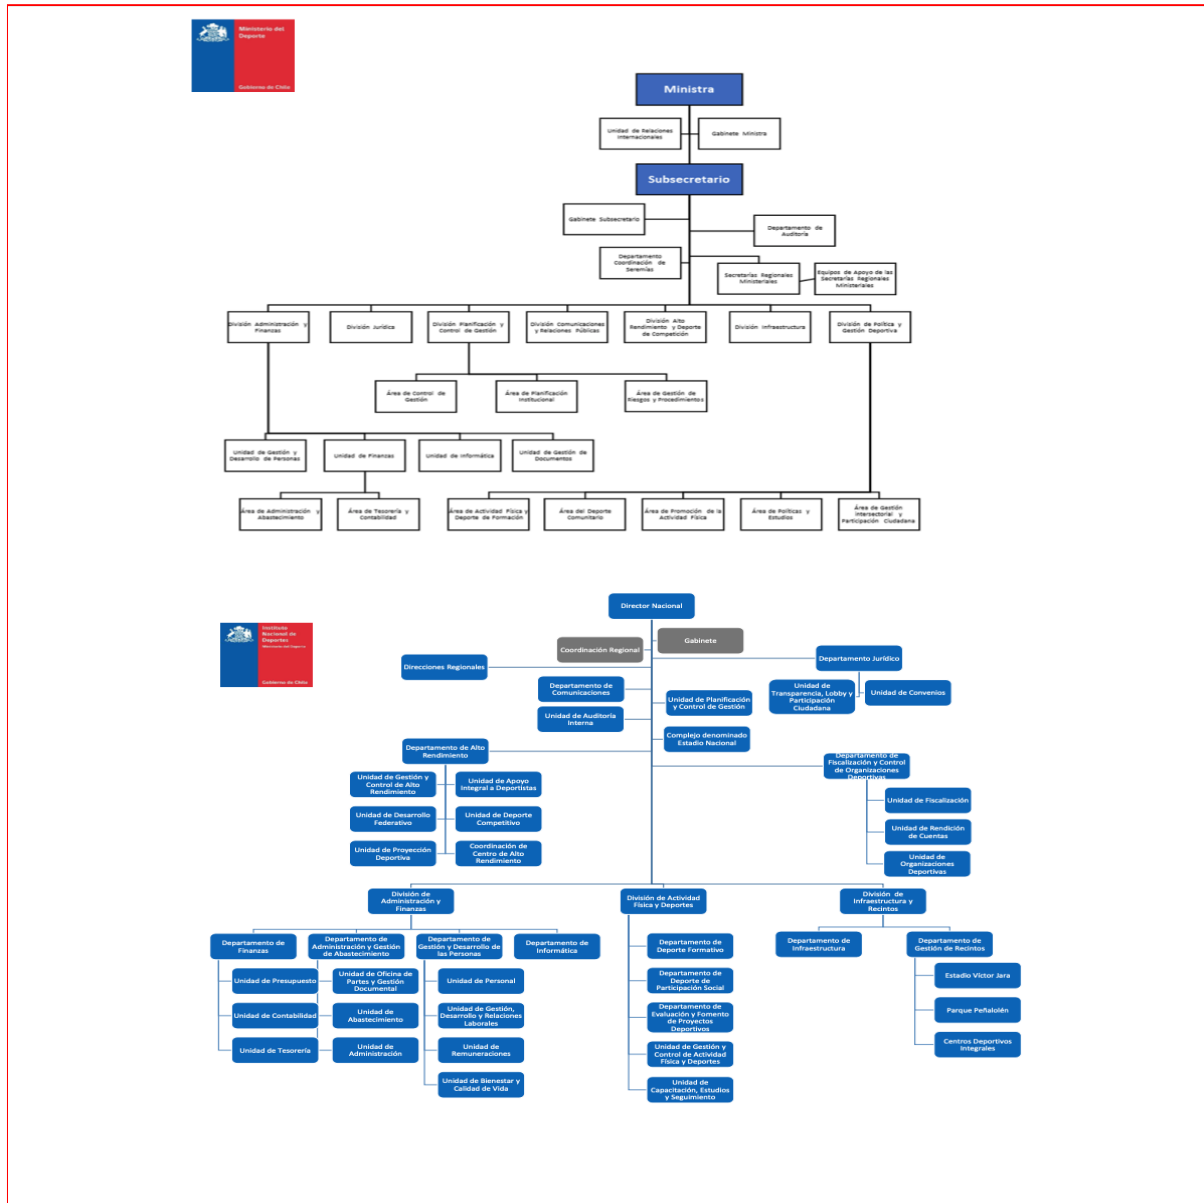 Ministerio del
Deporte
Gobierno de Chile
Ministra
Unidad de Relaciones
Internacionales
Gabinete Ministra
Subsecretario
Gabinete Subsecretario
Departamento de
Auditoría
Departamento
Coordinación de
Seremías
Secretarías Regionales
Ministeriales
Equipos de Apoyo de las
Secretarías Regionales
Ministeriales
División Administración y
Finanzas
División Jurídica
División Planificación y
Control de Gestión
División Comunicaciones
y Relaciones Públicas
División Alto
Rendimiento y Deporte
de Competición
División Infraestructura
División de Política y
Gestión Deportiva
Área de Control de
Gestión
Área de Planificación
Institucional
Área de Gestión de
Riesgos y Procedimientos
Unidad de Gestión y
Desarrollo de Personas
Unidad de Finanzas
Unidad de Informática
Unidad de Gestión de
Documentos
Área de Administración y
Abastecimiento
Área de Tesorería y
Contabilidad
Área de Actividad Física y
Deporte de Formación
Área del Deporte
Comunitario
Área de Promoción de la
Actividad Física
Área de Políticas y
Estudios
Área de Gestión
Intersectorial y
Participación Ciudadana
Instituto
Nacional de
Deportes
Ministerio del Deporte
Gobierno de Chile
Director Nacional
Gabinete
Coordinación Regional
Direcciones Regionales
Departamento Jurídico
Unidad de
Transparencia, Lobby y
Participación
Ciudadana
Unidad de Convenios
Departamento de
Comunicaciones
Unidad de Planificación
y Control de Gestión
Unidad de Auditoría
Interna
Complejo denominado
Estadio Nacional
Departamento de Alto
Rendimiento
Unidad de Gestión y
Control de Alto
Rendimiento
Unidad de Apoyo
Integral a Deportistas
Unidad de Desarrollo
Federativo
Unidad de Deporte
Competitivo
Unidad de Proyección
Deportiva
Coordinación de
Centro de Alto
Rendimiento
Departamento de
Fiscalización y Control
de Organizaciones
Deportivas
Unidad de Fiscalización
Unidad de Rendición
de Cuentas
Unidad de
Organizaciones
Deportivas
División de
Administración y
Finanzas
División de Actividad
Física y Deportes
División de
Infraestructura y
Recintos
Departamento de
Finanzas
Departamento de
Administración y Gestión
de Abastecimiento
Departamento de
Gestión y Desarrollo de
las Personas
Departamento de
Informática
Unidad de Presupuesto
Unidad de Contabilidad
Unidad de Tesorería
Unidad de Oficina de
Partes y Gestión
Documental
Unidad de
Abastecimiento
Unidad de
Administración
Unidad de Personal
Unidad de Gestión,
Desarrollo y Relaciones
Laborales
Unidad de
Remuneraciones
Unidad de Bienestar y
Calidad de Vida
Departamento de
Deporte Formativo
Departamento de
Deporte de
Participación Social
Departamento de
Evaluación y Fomento
de Proyectos
Deportivos
Unidad de Gestión y
Control de Actividad
Física y Deportes
Unidad de
Capacitación, Estudios
y Seguimiento
Departamento de
Infraestructura
Departamento de
Gestión de Recintos
Estadio Víctor Jara
Parque Peñalolén
Centros Deportivos
Integrales